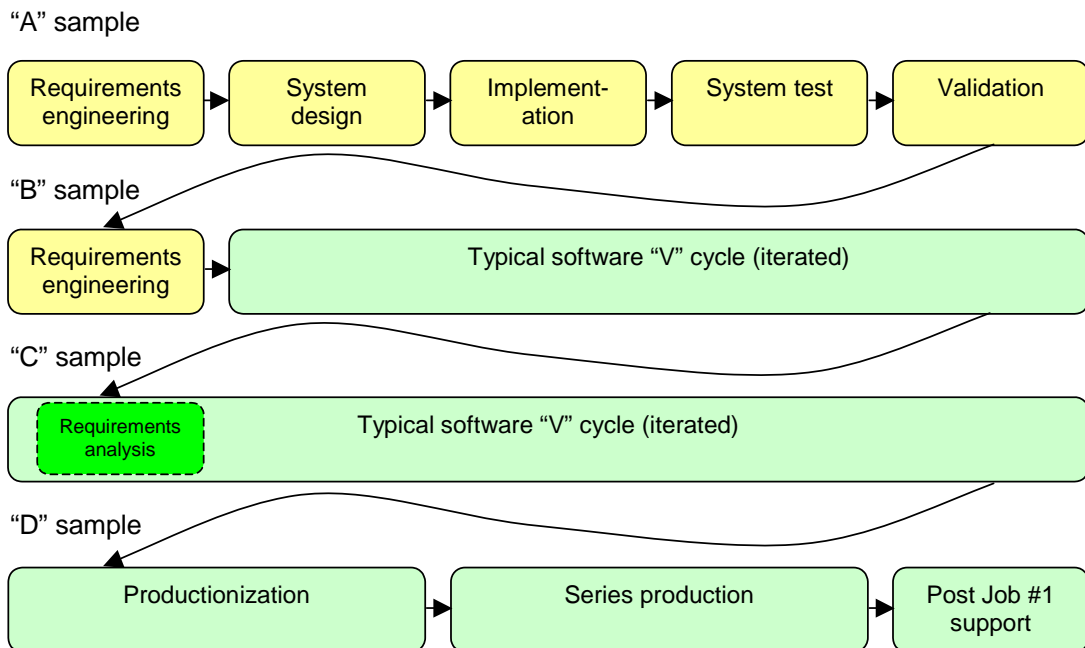 “A” sample
Requirements
engineering
System
design
Implement-
ation
System test
Validation
“B” sample
Requirements
engineering
Typical software “V” cycle (iterated)
“C” sample
Requirements
analysis
Typical software “V” cycle (iterated)
“D” sample
Productionization
Series production
Post Job #1
support